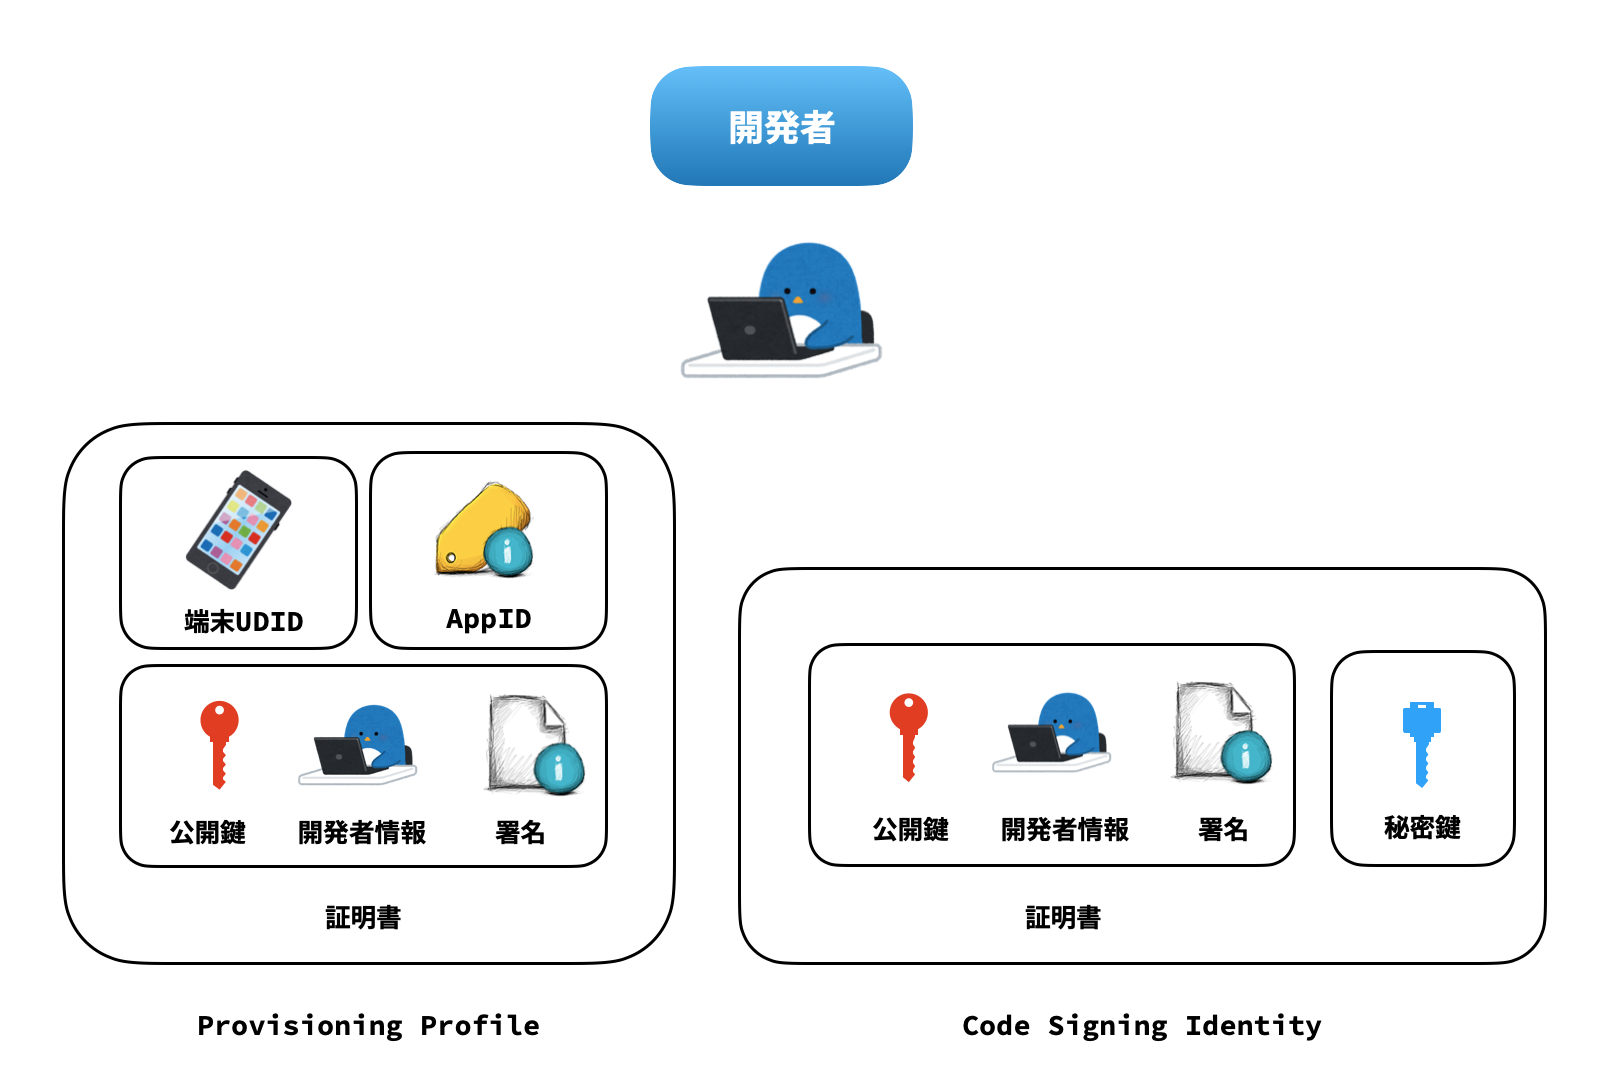 開発者
端末UDID
AppID
公開鍵
開発者情報
署名
証明書
Provisioning Profile
公開鍵
開発者情報
署名
秘密鍵
証明書
Code Signing Identity